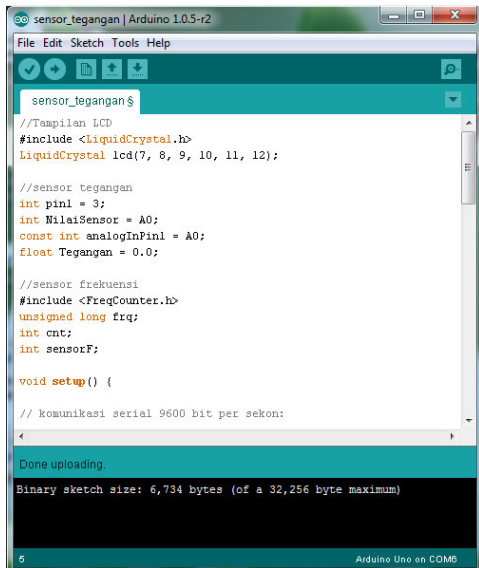 sensor_tegangan | Arduino 1.0.5-r2
File Edit Sketch Tools Help
sensor_tegangan §
//Tampilan LCD
#include <LiquidCrystal.h>
LiquidCrystal lcd(7, 8, 9, 10, 11, 12);
//sensor tegangan
int pin1 = 3;
int NilaiSensor = A0;
const int analogInPin1 = A0;
float Tegangan = 0.0;
//sensor frekuensi
#include <FreqCounter.h>
unsigned long frq;
int cnt;
int sensorF;
void setup() {
// komunikasi serial 9600 bit per sekon:
Done uploading.
Binary sketch size: 6,734 bytes (of a 32,256 byte maximum)
5 Arduino Uno on COM6